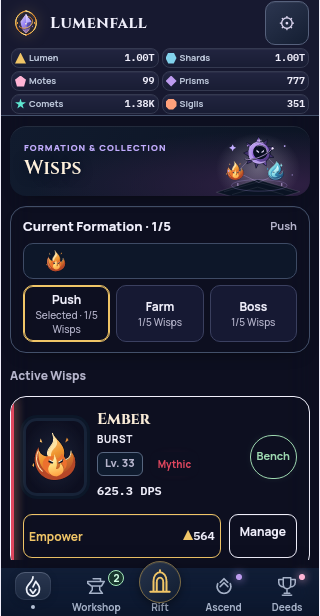 LUMENFALL
Lumen 1.00T Shards 1.00T
Motes 99 Prisms 777
Comets 1.38K Sigils 351
FORMATION & COLLECTION
WISPS
Current Formation · 1/5 Push
Push Farm Boss
Selected · 1/5 Wisps 1/5 Wisps 1/5 Wisps
Active Wisps
EMBER
BURST
Lv. 33 Mythic
Bench
625.3 DPS
Empower 564 Manage
2
Workshop Rift Ascend Deeds